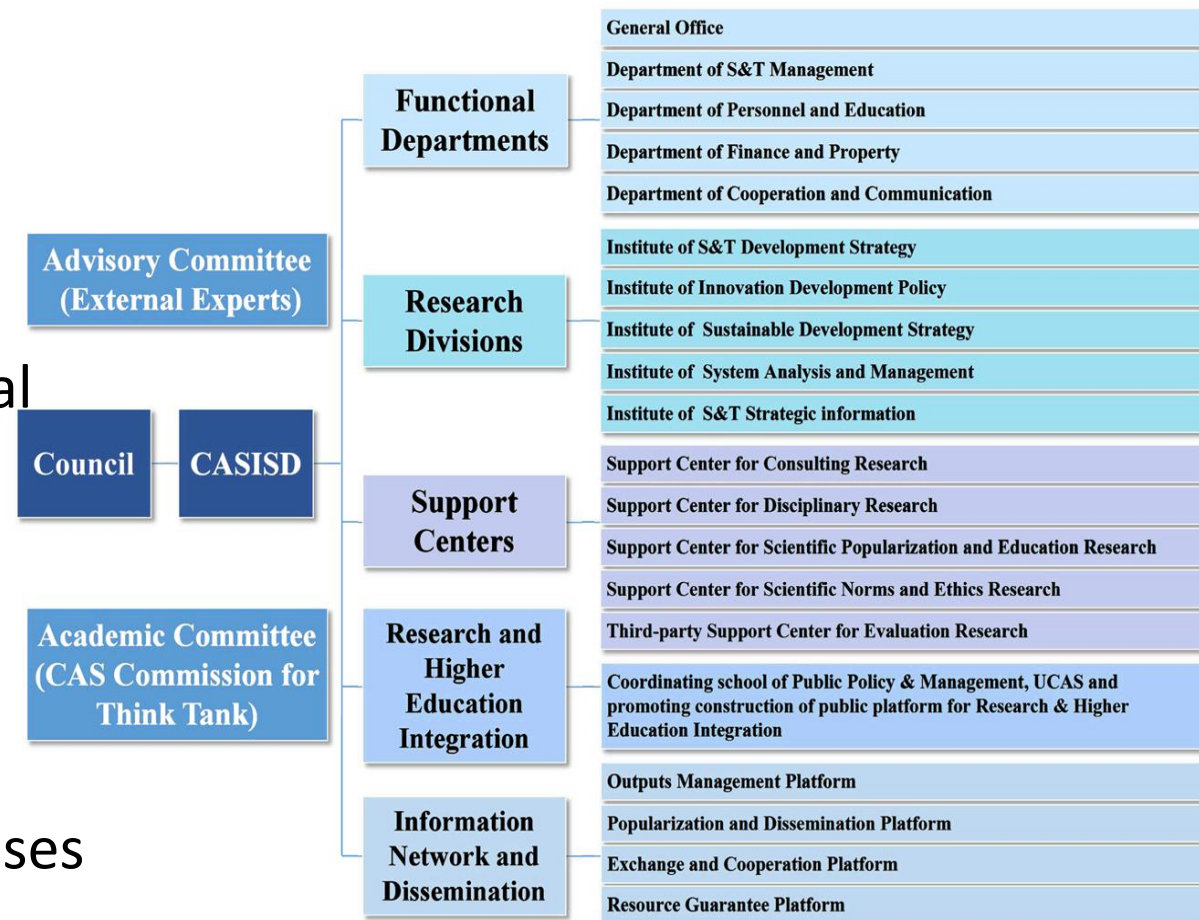 General Office
Department of S&T Management
Department of Personnel and Education
Department of Finance and Property
Department of Cooperation and Communication
Functional
Departments
Advisory Committee
(External Experts)
Institute of S&T Development Strategy
Institute of Innovation Development Policy
Institute of Sustainable Development Strategy
Institute of System Analysis and Management
Institute of S&T Strategic information
Research
Divisions
al
Council
CASISD
Support Center for Consulting Research
Support Center for Disciplinary Research
Support Center for Scientific Popularization and Education Research
Support Center for Scientific Norms and Ethics Research
Third-party Support Center for Evaluation Research
Support
Centers
Academic Committee
(CAS Commission for
Think Tank)
Research and
Higher
Education
Integration
Coordinating school of Public Policy & Management, UCAS and
promoting construction of public platform for Research & Higher
Education Integration
Outputs Management Platform
Popularization and Dissemination Platform
Exchange and Cooperation Platform
Resource Guarantee Platform
Information
Network and
Dissemination
ses